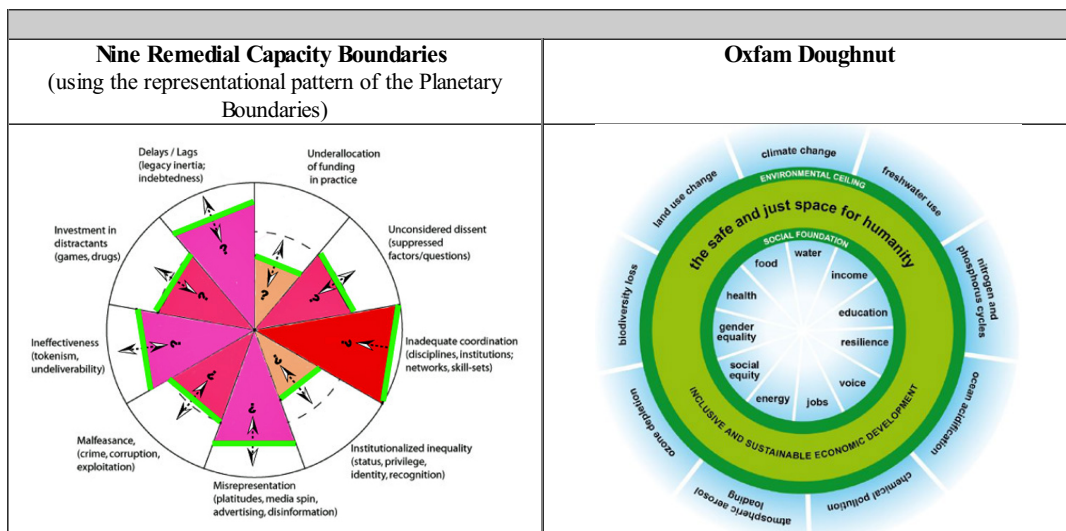 Nine Remedial Capacity Boundaries
(using the representational pattern of the Planetary
Boundaries)
Oxfam Doughnut
Delays / Lags
(legacy inertia;
indebtedness)
Underallocation
of funding
in practice
Unconsidered dissent
(suppressed
factors/questions)
Inadequate coordination
(disciplines, institutions;
networks, skill-sets)
Institutionalized inequality
(status, privilege,
identity, recognition)
Misrepresentation
(platitudes, media spin,
advertising, disinformation)
Malfeasance,
(crime, corruption,
exploitation)
Ineffectiveness
(tokenism,
undeliverability)
Investment in
distractants
(games, drugs)
?
?
?
?
?
?
?
?
?
climate change
freshwater use
nitrogen and
phosphorus cycles
ocean acidification
chemical pollution
atmospheric aerosol
loading
ozone depletion
biodiversity loss
land use change
ENVIRONMENTAL CEILING
the safe and just space for humanity
SOCIAL FOUNDATION
water
income
education
resilience
voice
jobs
energy
social
equity
gender
equality
health
food
INCLUSIVE AND SUSTAINABLE ECONOMIC DEVELOPMENT